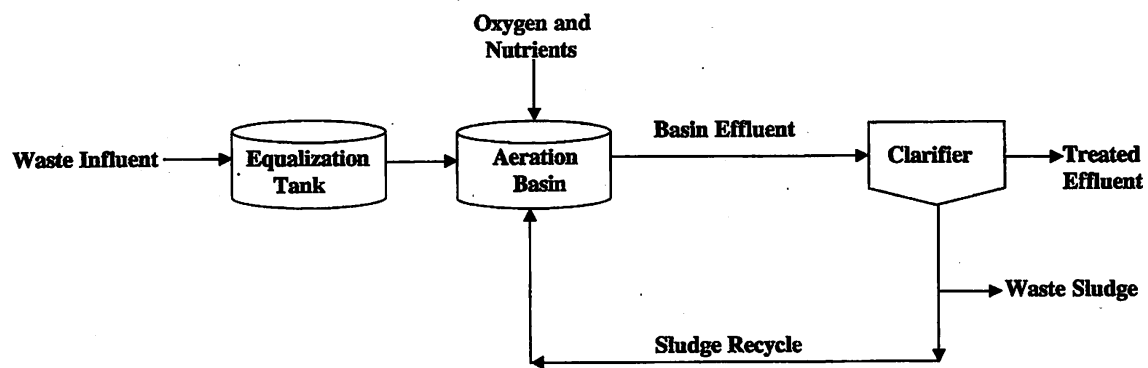 Oxygen and
Nutrients
Waste Influent
Equalization
Tank
Aeration
Basin
Basin Effluent
Clarifier
Treated
Effluent
Waste Sludge
Sludge Recycle